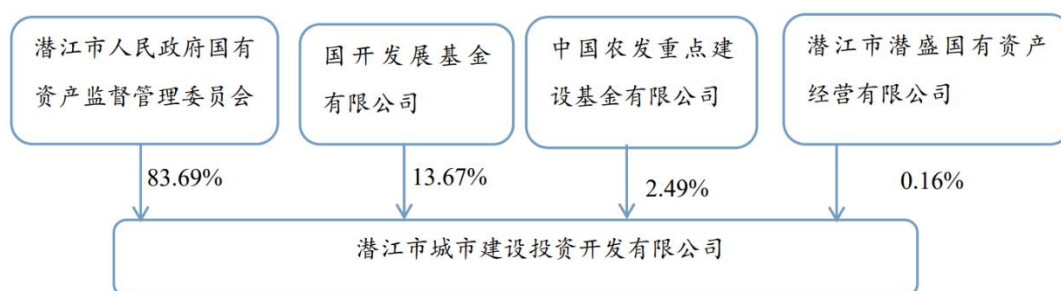 潜江市人民政府国有
资产监督管理委员会
国开发展基金
有限公司
中国农发重点建
设基金有限公司
潜江市潜盛国有资产
经营有限公司
83.69%
13.67%
2.49%
0.16%
潜江市城市建设投资开发有限公司